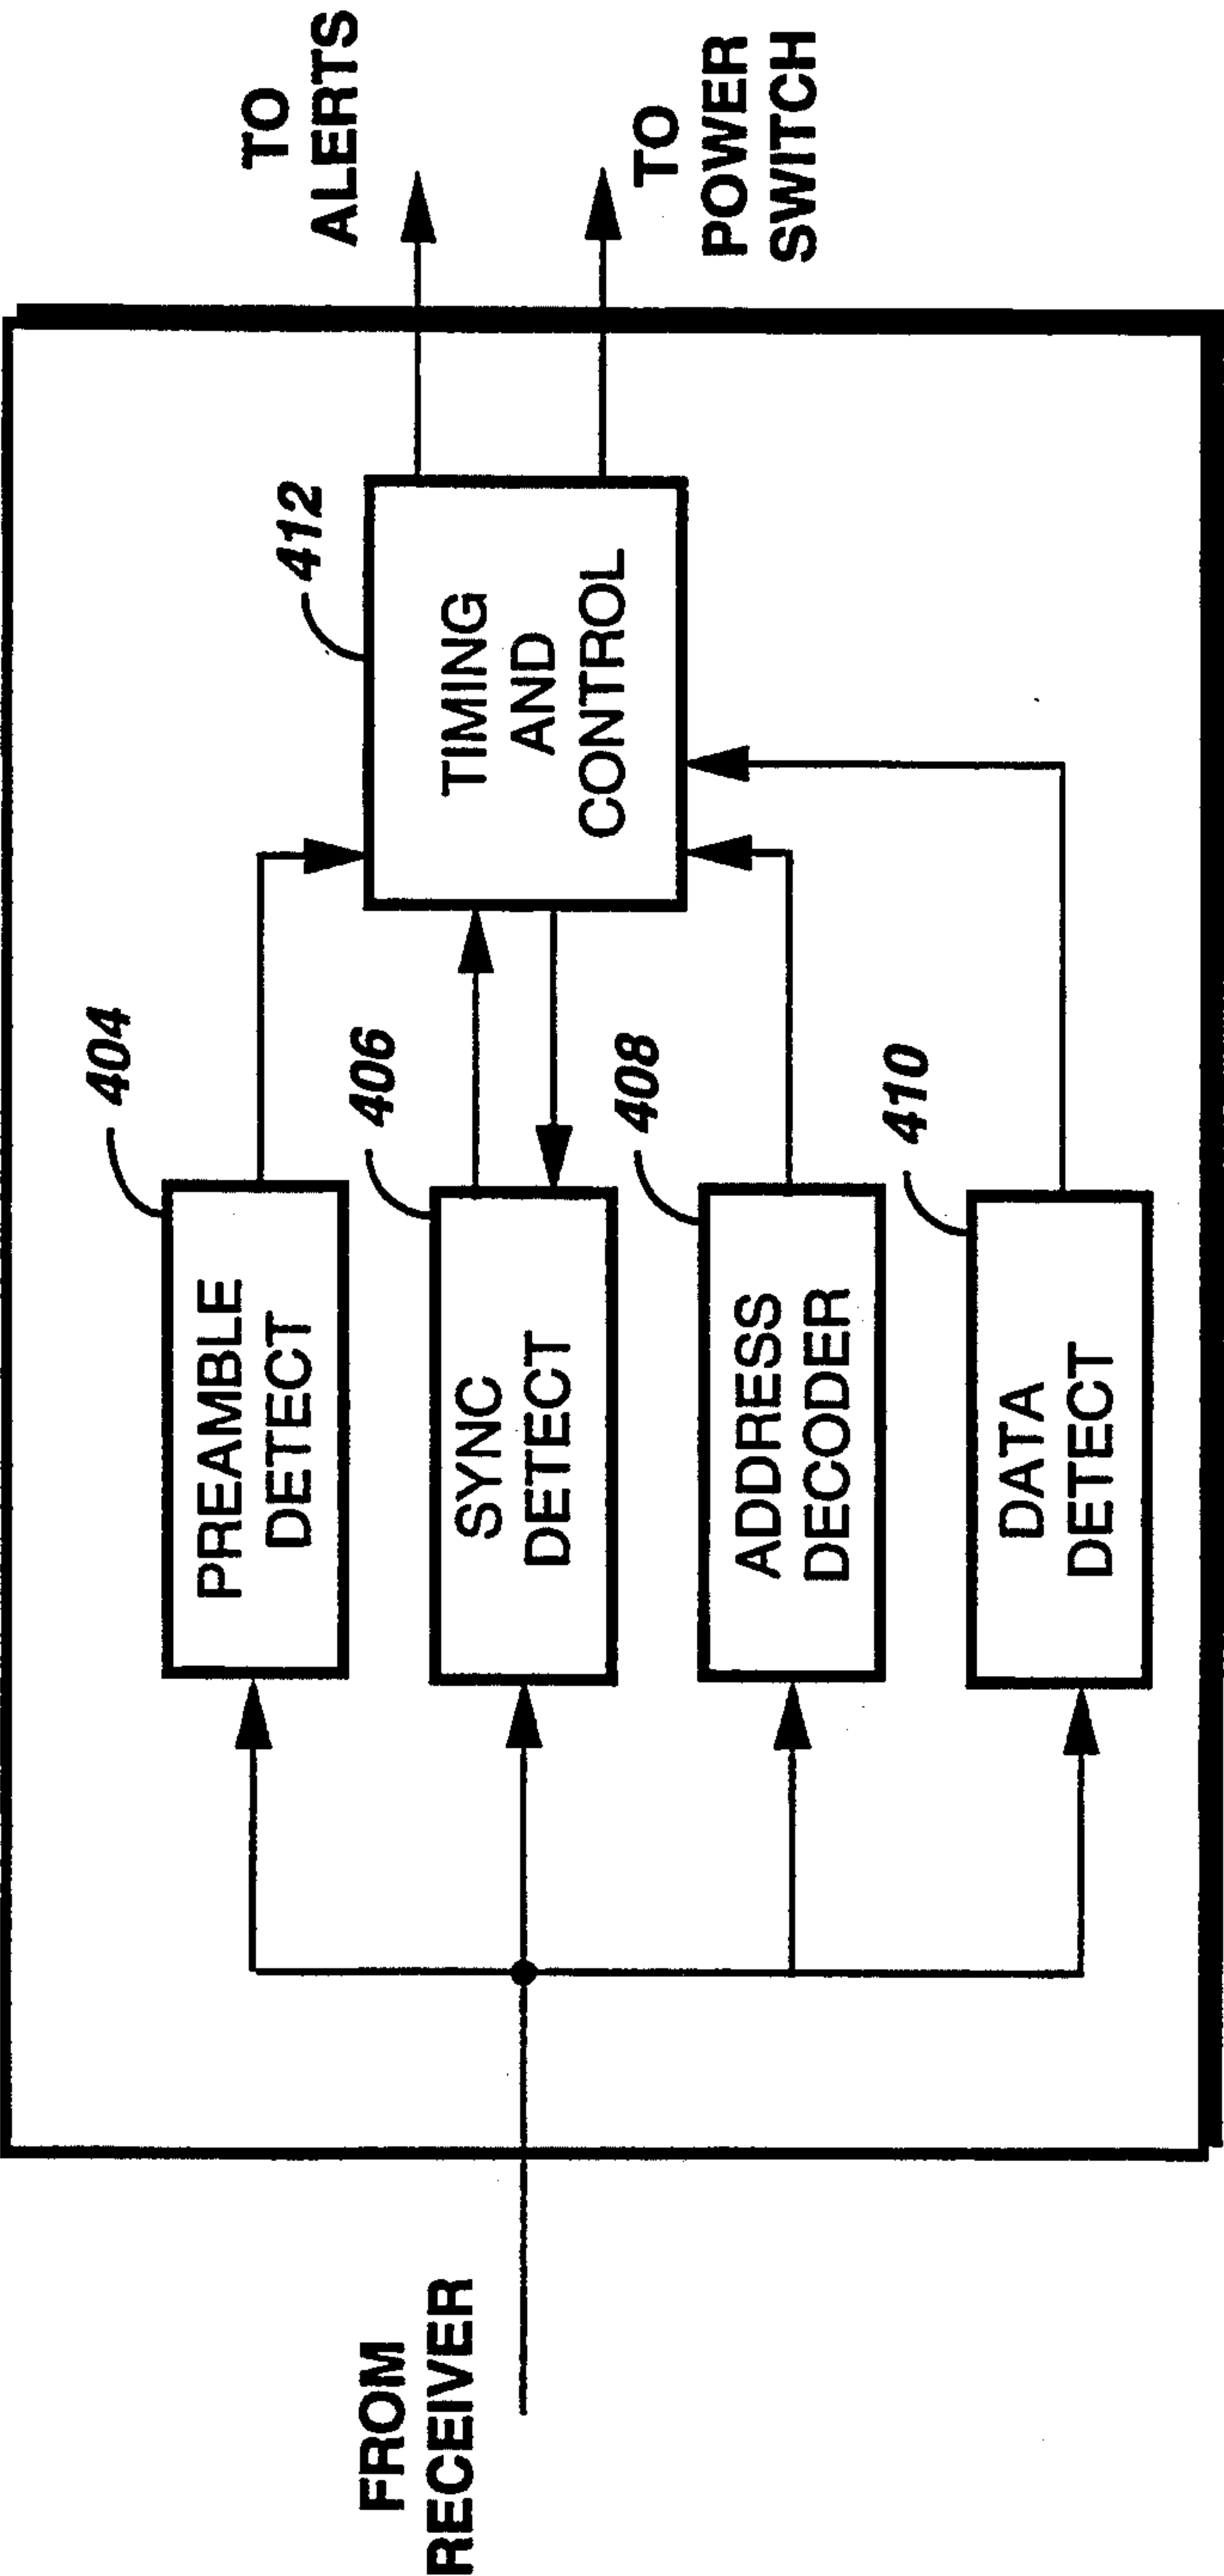 FROM
RECEIVER
404
PREAMBLE
DETECT
406
SYNC
DETECT
408
ADDRESS
DECODER
410
DATA
DETECT
412
TIMING
AND
CONTROL
TO
ALERTS
TO
POWER
SWITCH